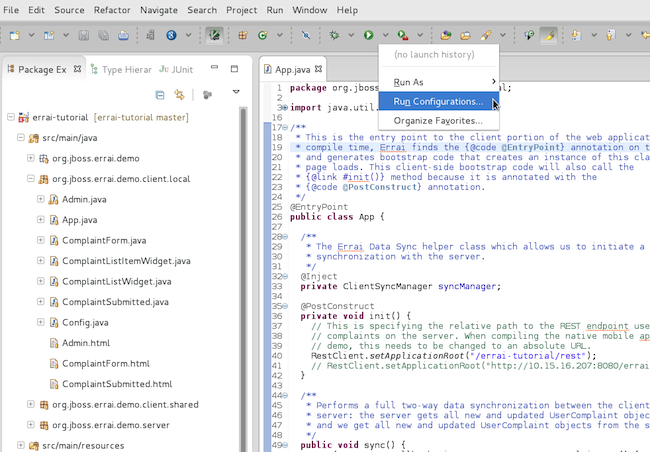 File Edit Source Refactor Navigate Search Project Run Window Help
(no launch history)
Run As
Run Configurations...
Organize Favorites...
Package Ex Type Hierar JUnit
errai-tutorial [errai-tutorial master]
src/main/java
org.jboss.errai.demo
org.jboss.errai.demo.client.local
Admin.java
App.java
ComplaintForm.java
ComplaintListItemWidget.java
ComplaintListWidget.java
ComplaintSubmitted.java
Config.java
Admin.html
ComplaintForm.html
ComplaintSubmitted.html
org.jboss.errai.demo.client.shared
org.jboss.errai.demo.server
src/main/resources
App.java
1 package org.jboss l;
2
3 import java.util.
16
17 /**
18 * This is the entry point to the client portion of the web applicat
19 * compile time, Errai finds the {@code @EntryPoint} annotation on t
20 * and generates bootstrap code that creates an instance of this cla
21 * page loads. This client-side bootstrap code will also call the
22 * {@link #init()} method because it is annotated with the
23 * {@code @PostConstruct} annotation.
24 */
25 @EntryPoint
26 public class App {
27
28 /**
29 * The Errai Data Sync helper class which allows us to initiate a
30 * synchronization with the server.
31 */
32 @Inject
33 private ClientSyncManager syncManager;
34
35 @PostConstruct
36 private void init() {
37 // This is specifying the relative path to the REST endpoint use
38 // complaints on the server. When compiling the native mobile ap
39 // demo, this needs to be changed to an absolute URL.
40 RestClient.setApplicationRoot("/errai-tutorial/rest");
41 // RestClient.setApplicationRoot("http://10.15.16.207:8080/errai
42 }
43
44 /**
45 * Performs a full two-way data synchronization between the client
46 * server: the server gets all new and updated UserComplaint objec
47 * and we get all new and updated UserComplaint objects from the s
48 */
49 public void sync() {